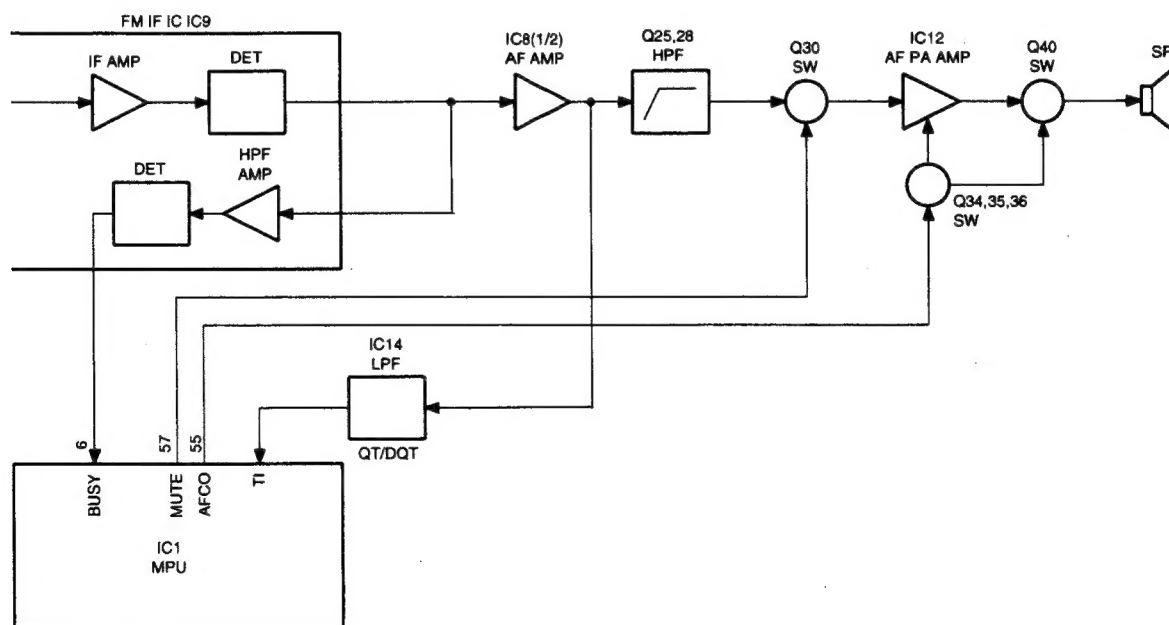 FM IF IC IC9
IF AMP
DET
IC8(1/2)
AF AMP
Q25,28
HPF
Q30
SW
IC12
AF PA AMP
Q40
SW
SP
DET
HPF
AMP
Q34,35,36
SW
IC14
LPF
QT/DQT
6
57
55
BUSY
MUTE
AFCO
TI
IC1
MPU